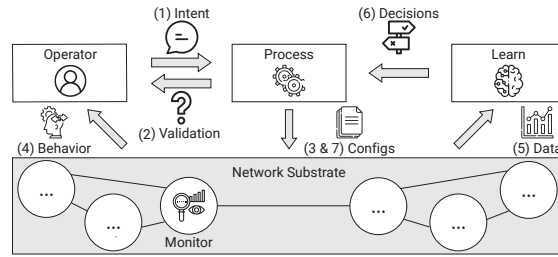 (1) Intent
(6) Decisions
Operator
Process
Learn
(2) Validation
(4) Behavior
(3 & 7) Configs
(5) Data
Network Substrate
...
...
Monitor
...
...
...